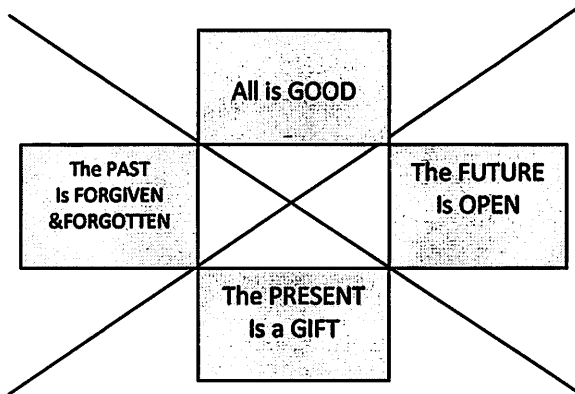 All is GOOD
The PAST
Is FORGIVEN
&FORGOTTEN
The FUTURE
Is OPEN
The PRESENT
Is a GIFT